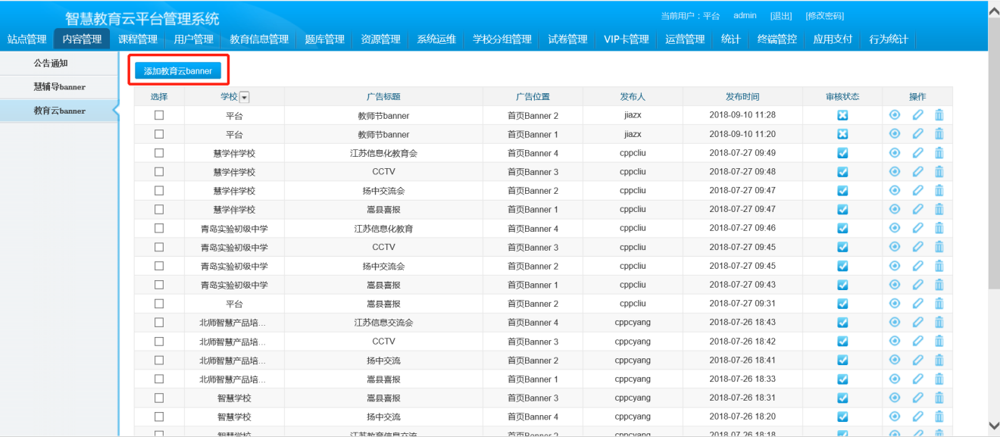 智慧教育云平台管理系统
当前用户：平台 admin [退出] [修改密码]
站点管理 内容管理 课程管理 用户管理 教育信息管理 题库管理 资源管理 系统运维 学校分组管理 试卷管理 VIP卡管理 运营管理 统计 终端管控 应用支付 行为统计
公告通知
慧辅导banner
教育云banner
添加教育云banner
选择 学校 广告标题 广告位置 发布人 发布时间 审核状态 操作
平台 教师节banner 首页Banner 2 jiazx 2018-09-10 11:28
平台 教师节banner 首页Banner 1 jiazx 2018-09-10 11:20
慧学伴学校 江苏信息化教育会 首页Banner 4 cppcliu 2018-07-27 09:49
慧学伴学校 CCTV 首页Banner 3 cppcliu 2018-07-27 09:48
慧学伴学校 扬中交流会 首页Banner 2 cppcliu 2018-07-27 09:47
慧学伴学校 嵩县喜报 首页Banner 1 cppcliu 2018-07-27 09:47
青岛实验初级中学 江苏信息化教育 首页Banner 4 cppcliu 2018-07-27 09:46
青岛实验初级中学 CCTV 首页Banner 3 cppcliu 2018-07-27 09:45
青岛实验初级中学 扬中交流会 首页Banner 2 cppcliu 2018-07-27 09:45
青岛实验初级中学 嵩县喜报 首页Banner 1 cppcliu 2018-07-27 09:43
平台 嵩县喜报 首页Banner 2 cppcliu 2018-07-27 09:31
北师智慧产品培... 江苏信息交流会 首页Banner 4 cppcyang 2018-07-26 18:43
北师智慧产品培... CCTV 首页Banner 3 cppcyang 2018-07-26 18:42
北师智慧产品培... 扬中交流 首页Banner 2 cppcyang 2018-07-26 18:41
北师智慧产品培... 嵩县喜报 首页Banner 1 cppcyang 2018-07-26 18:33
智慧学校 嵩县喜报 首页Banner 3 cppcyang 2018-07-26 18:31
智慧学校 扬中交流 首页Banner 4 cppcyang 2018-07-26 18:20
智慧学校 江苏教育信息交流 首页Banner 2 cppcyang 2018-07-26 18:18